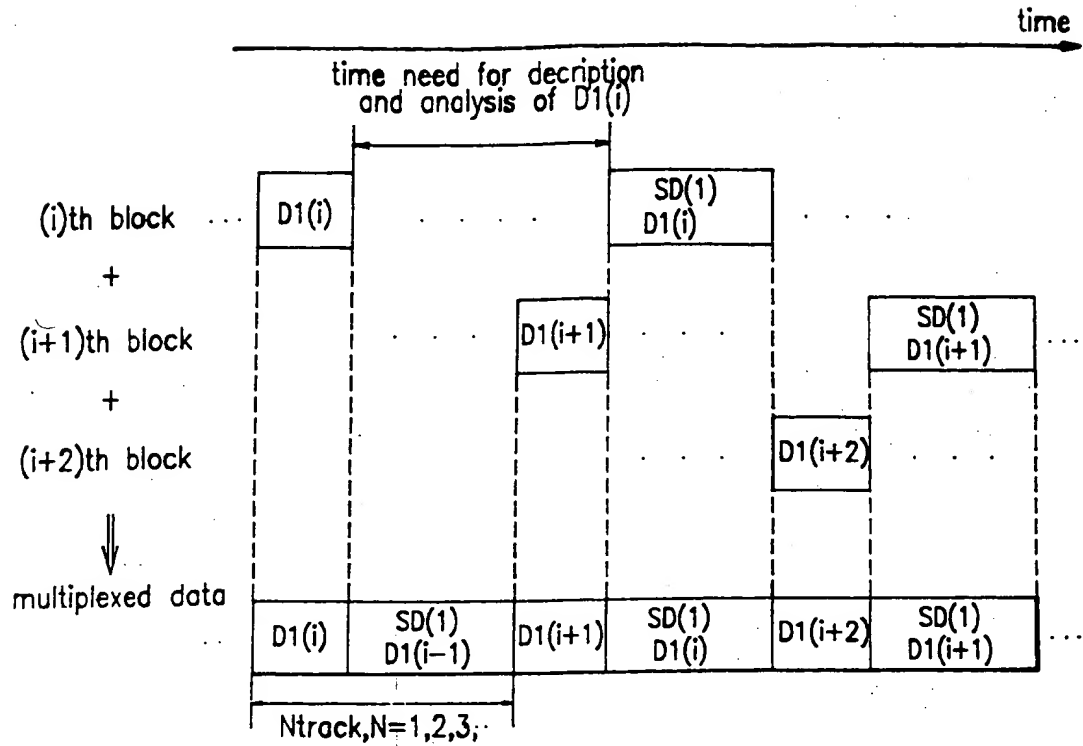 time
time need for decription
and analysis of D1(i)
(i)th block ... D1(i) . . . . SD(1) . . . .
D1(i)
+
(i+1)th block . . . . D1(i+1) . . . . SD(1) ...
D1(i+1)
+
(i+2)th block . . . D1(i+2) . . .
⇓
multiplexed data
.. D1(i) SD(1) D1(i+1) SD(1) D1(i+2) SD(1) ...
D1(i−1) D1(i) D1(i+1)
Ntrack,N=1,2,3,..